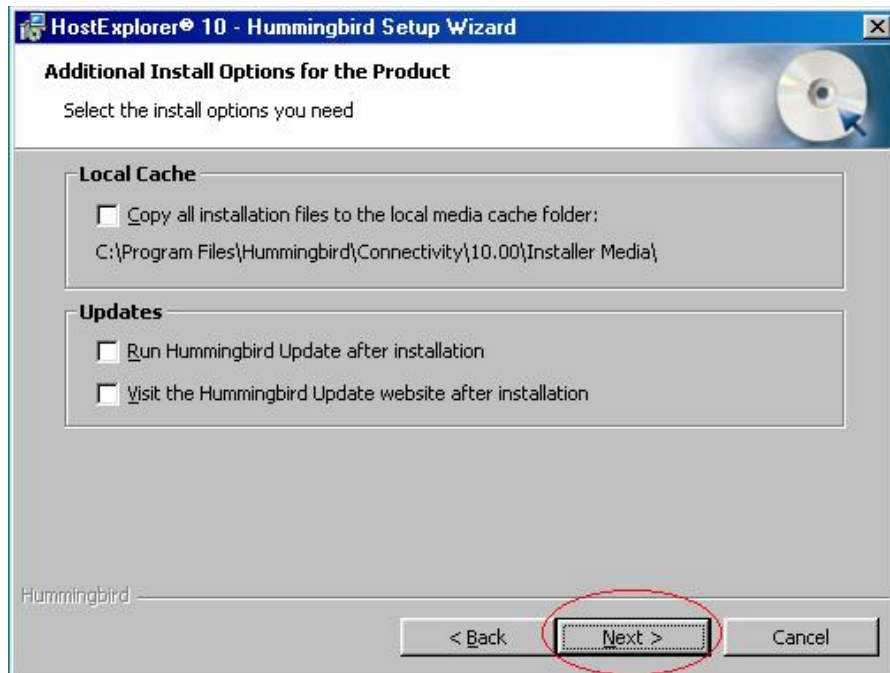 HostExplorer® 10 - Hummingbird Setup Wizard
Additional Install Options for the Product
Select the install options you need
Local Cache
Copy all installation files to the local media cache folder:
C:\Program Files\Hummingbird\Connectivity\10.00\Installer Media\
Updates
Run Hummingbird Update after installation
Visit the Hummingbird Update website after installation
Hummingbird
< Back Next > Cancel